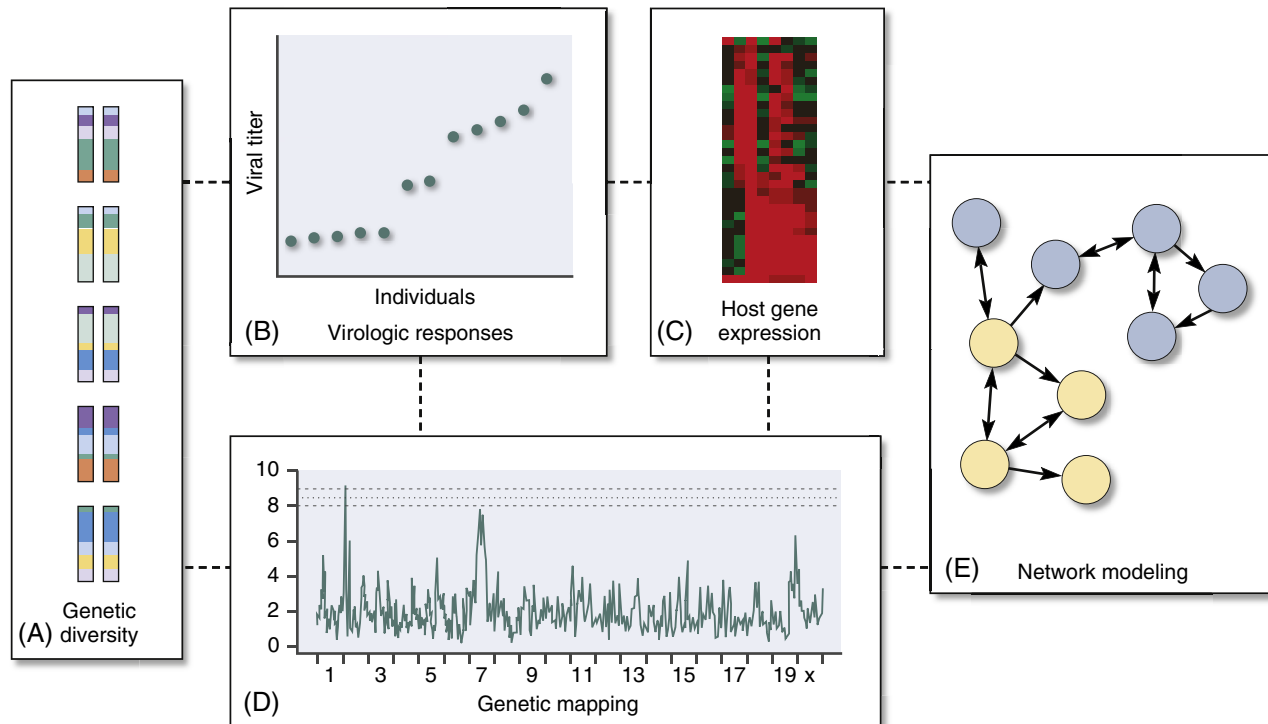 (A)
Genetic
diversity
Viral titer
Individuals
(B)
Virologic responses
(C)
Host gene
expression
10
8
6
4
2
0
1 3 5 7 9 11 13 15 17 19 x
(D)
Genetic mapping
(E)
Network modeling